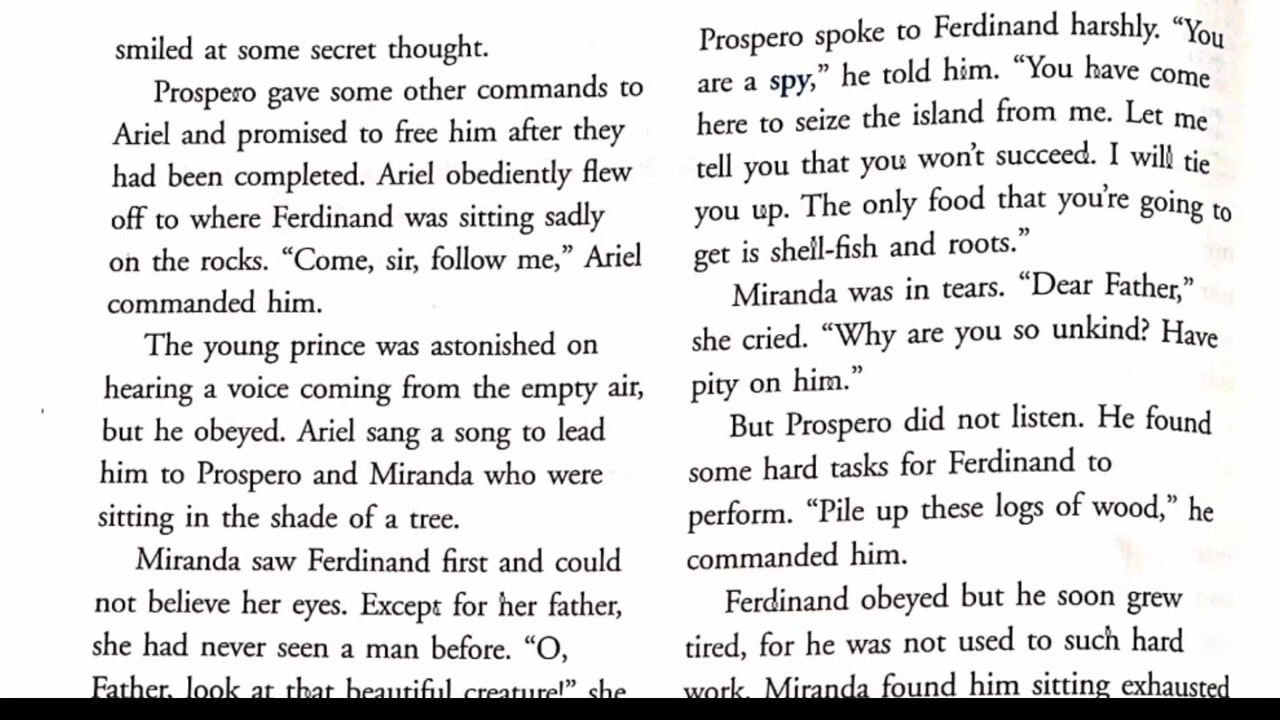 smiled at some secret thought.
Prospero gave some other commands to
Ariel and promised to free him after they
had been completed. Ariel obediently flew
off to where Ferdinand was sitting sadly
on the rocks. “Come, sir, follow me,” Ariel
commanded him.
The young prince was astonished on
hearing a voice coming from the empty air,
but he obeyed. Ariel sang a song to lead
him to Prospero and Miranda who were
sitting in the shade of a tree.
Miranda saw Ferdinand first and could
not believe her eyes. Except for her father,
she had never seen a man before. “O,
Father, look at that beautiful creature!” she
Prospero spoke to Ferdinand harshly. “You
are a spy,” he told him. “You have come
here to seize the island from me. Let me
tell you that you won’t succeed. I will tie
you up. The only food that you’re going to
get is shell-fish and roots.”
Miranda was in tears. “Dear Father,”
she cried. “Why are you so unkind? Have
pity on him.”
But Prospero did not listen. He found
some hard tasks for Ferdinand to
perform. “Pile up these logs of wood,” he
commanded him.
Ferdinand obeyed but he soon grew
tired, for he was not used to such hard
work. Miranda found him sitting exhausted